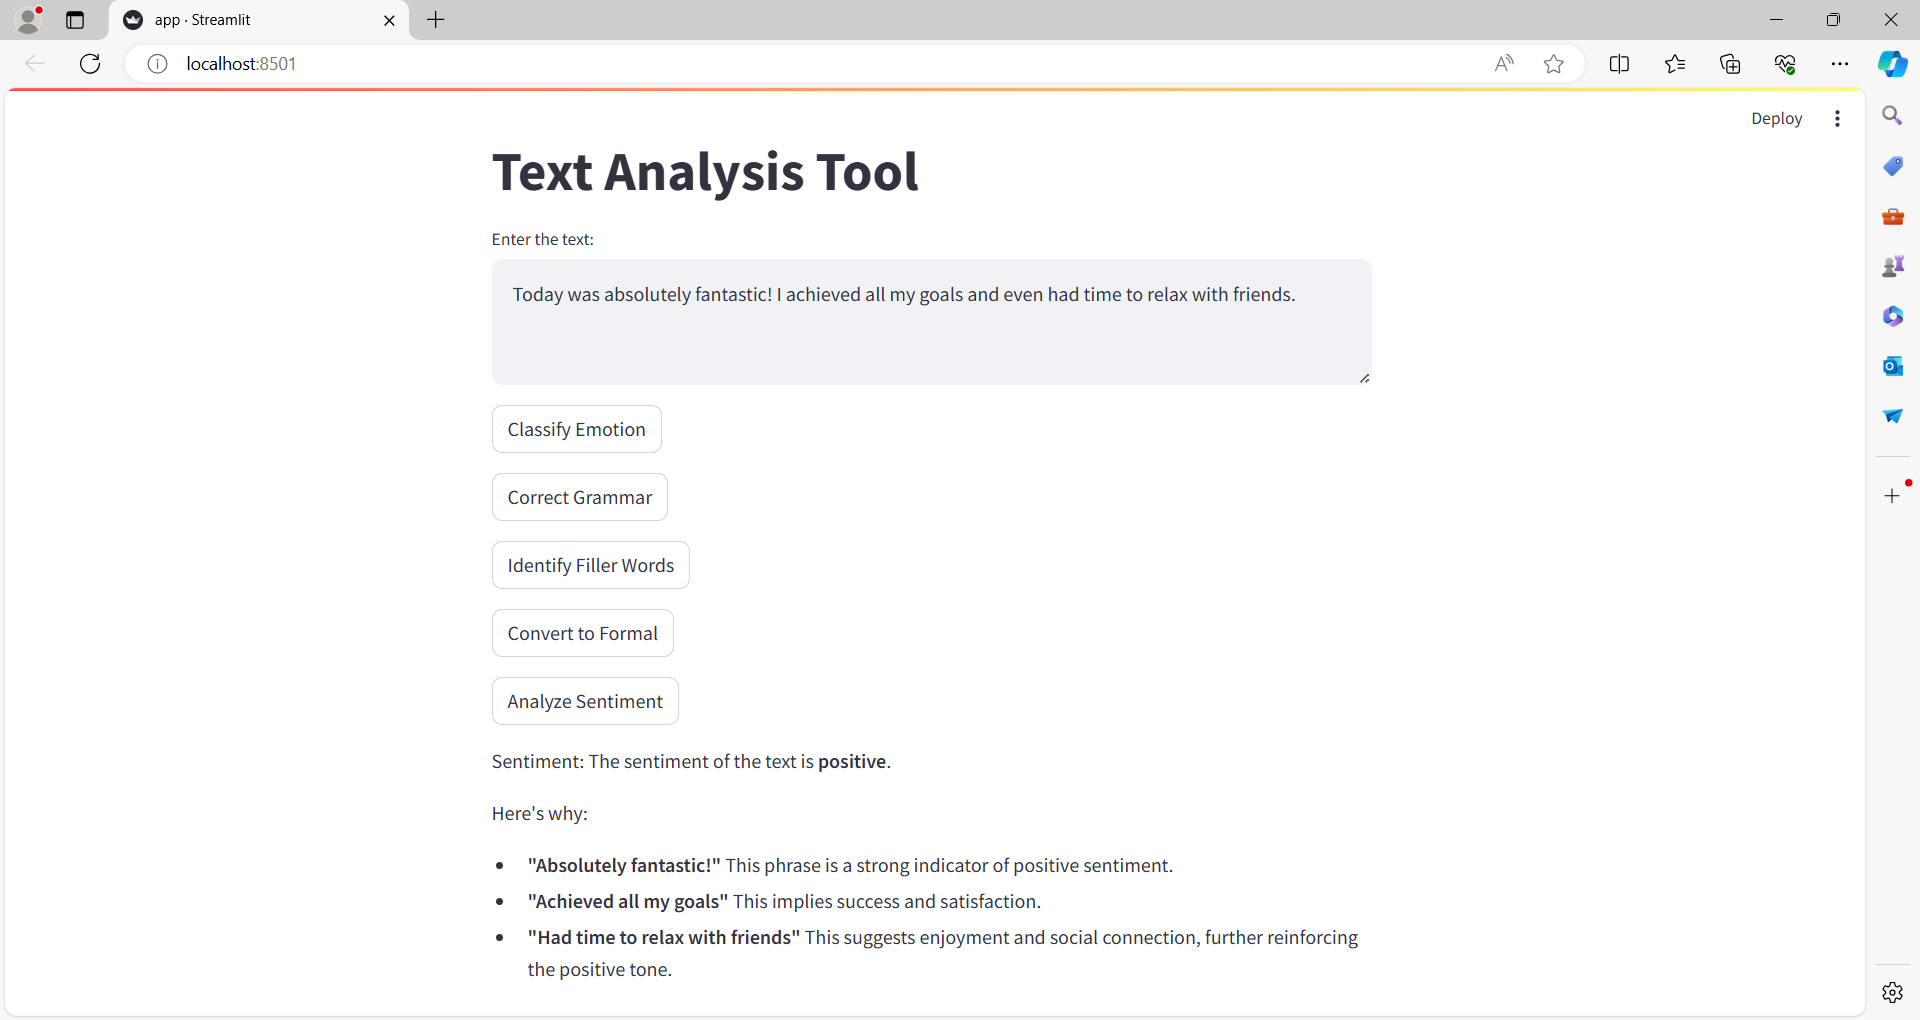 app · Streamlit
localhost:8501
Deploy
Text Analysis Tool
Enter the text:
Today was absolutely fantastic! I achieved all my goals and even had time to relax with friends.
Classify Emotion
Correct Grammar
Identify Filler Words
Convert to Formal
Analyze Sentiment
Sentiment: The sentiment of the text is positive.
Here's why:
• "Absolutely fantastic!" This phrase is a strong indicator of positive sentiment.
• "Achieved all my goals" This implies success and satisfaction.
• "Had time to relax with friends" This suggests enjoyment and social connection, further reinforcing
the positive tone.